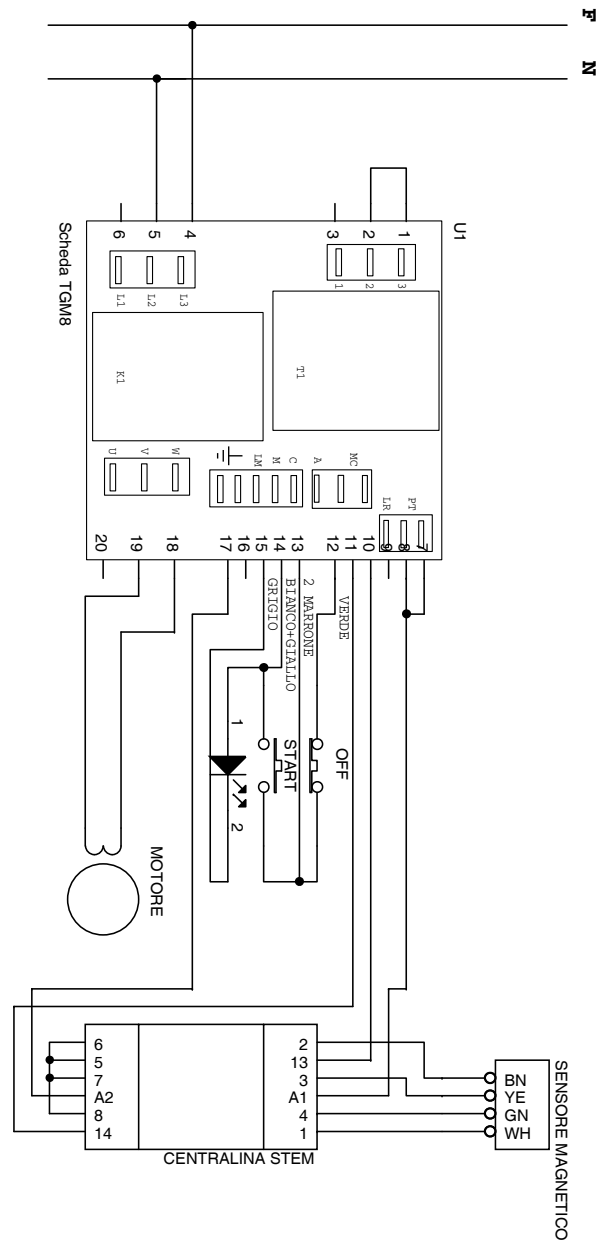 F
N
U1
Scheda TGM8
6
5
4
3
2
1
L1
L2
L3
1
2
3
K1
T1
U
V
W
LM
M
C
A
MC
LR
PT
20
19
18
17
16
15
14
13
12
11
10
9
8
7
GRIGIO
BIANCO+GIALLO
2 MARRONE
VERDE
1
2
START
OFF
MOTORE
6
5
7
A2
8
14
2
13
3
A1
4
1
CENTRALINA STEM
BN
YE
GN
WH
SENSORE MAGNETICO